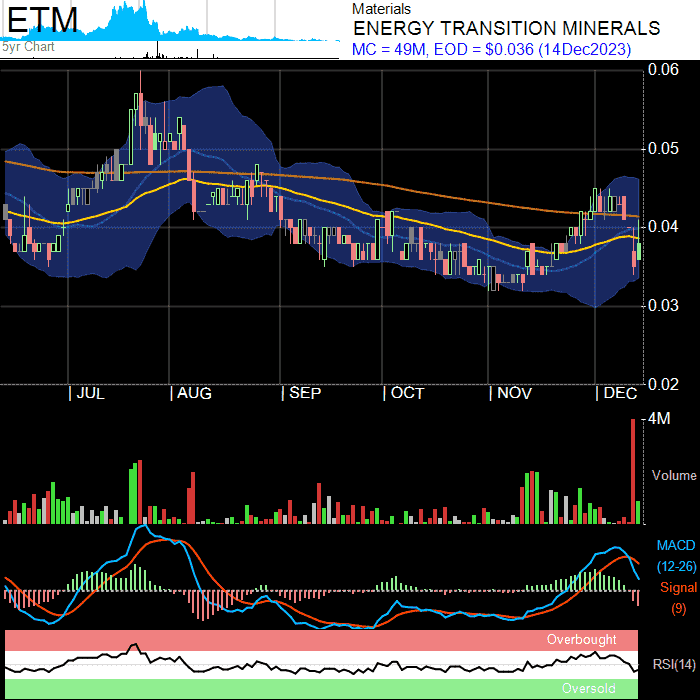 ETM
5yr Chart
Materials
ENERGY TRANSITION MINERALS
MC = 49M, EOD = $0.036 (14Dec2023)
0.06
0.05
0.04
0.03
0.02
| JUL | AUG | SEP | OCT | NOV | DEC
4M
Volume
MACD
(12-26)
Signal
(9)
Overbought
RSI(14)
Oversold